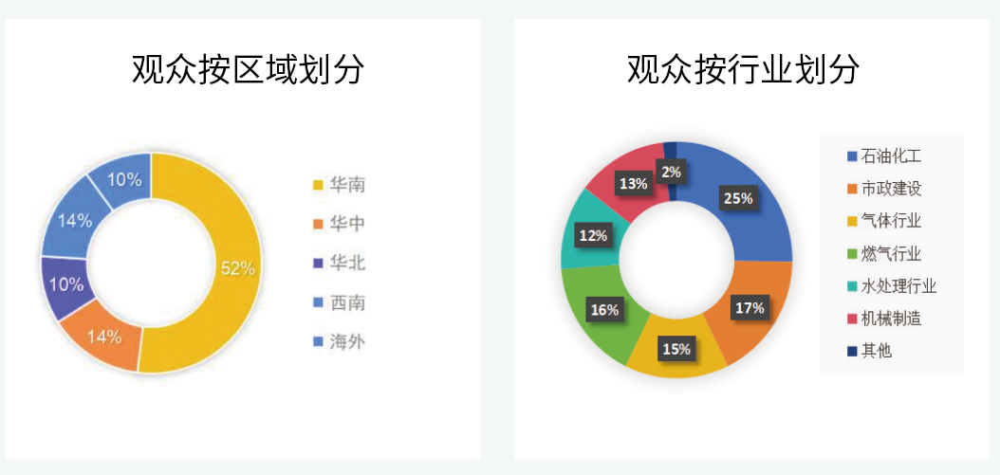 观众按区域划分
52%
14%
10%
14%
10%
华南
华中
华北
西南
海外
观众按行业划分
25%
17%
15%
16%
12%
13%
2%
石油化工
市政建设
气体行业
燃气行业
水处理行业
机械制造
其他